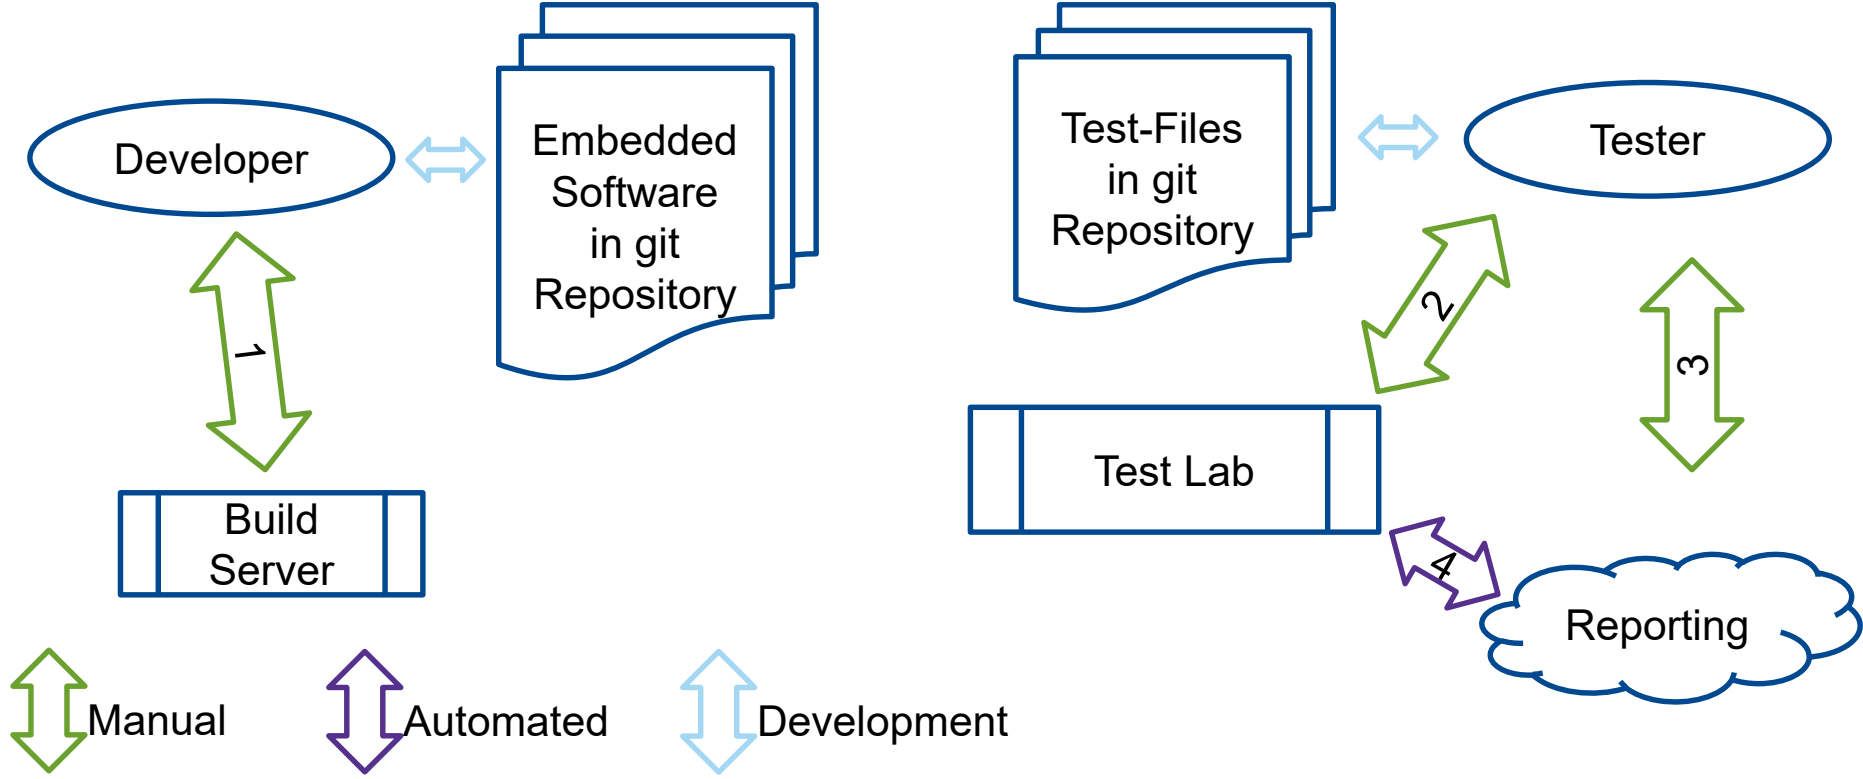 Developer
Embedded
Software
in git
Repository
Test-Files
in git
Repository
Tester
1
2
3
4
Build
Server
Test Lab
Reporting
Manual
Automated
Development